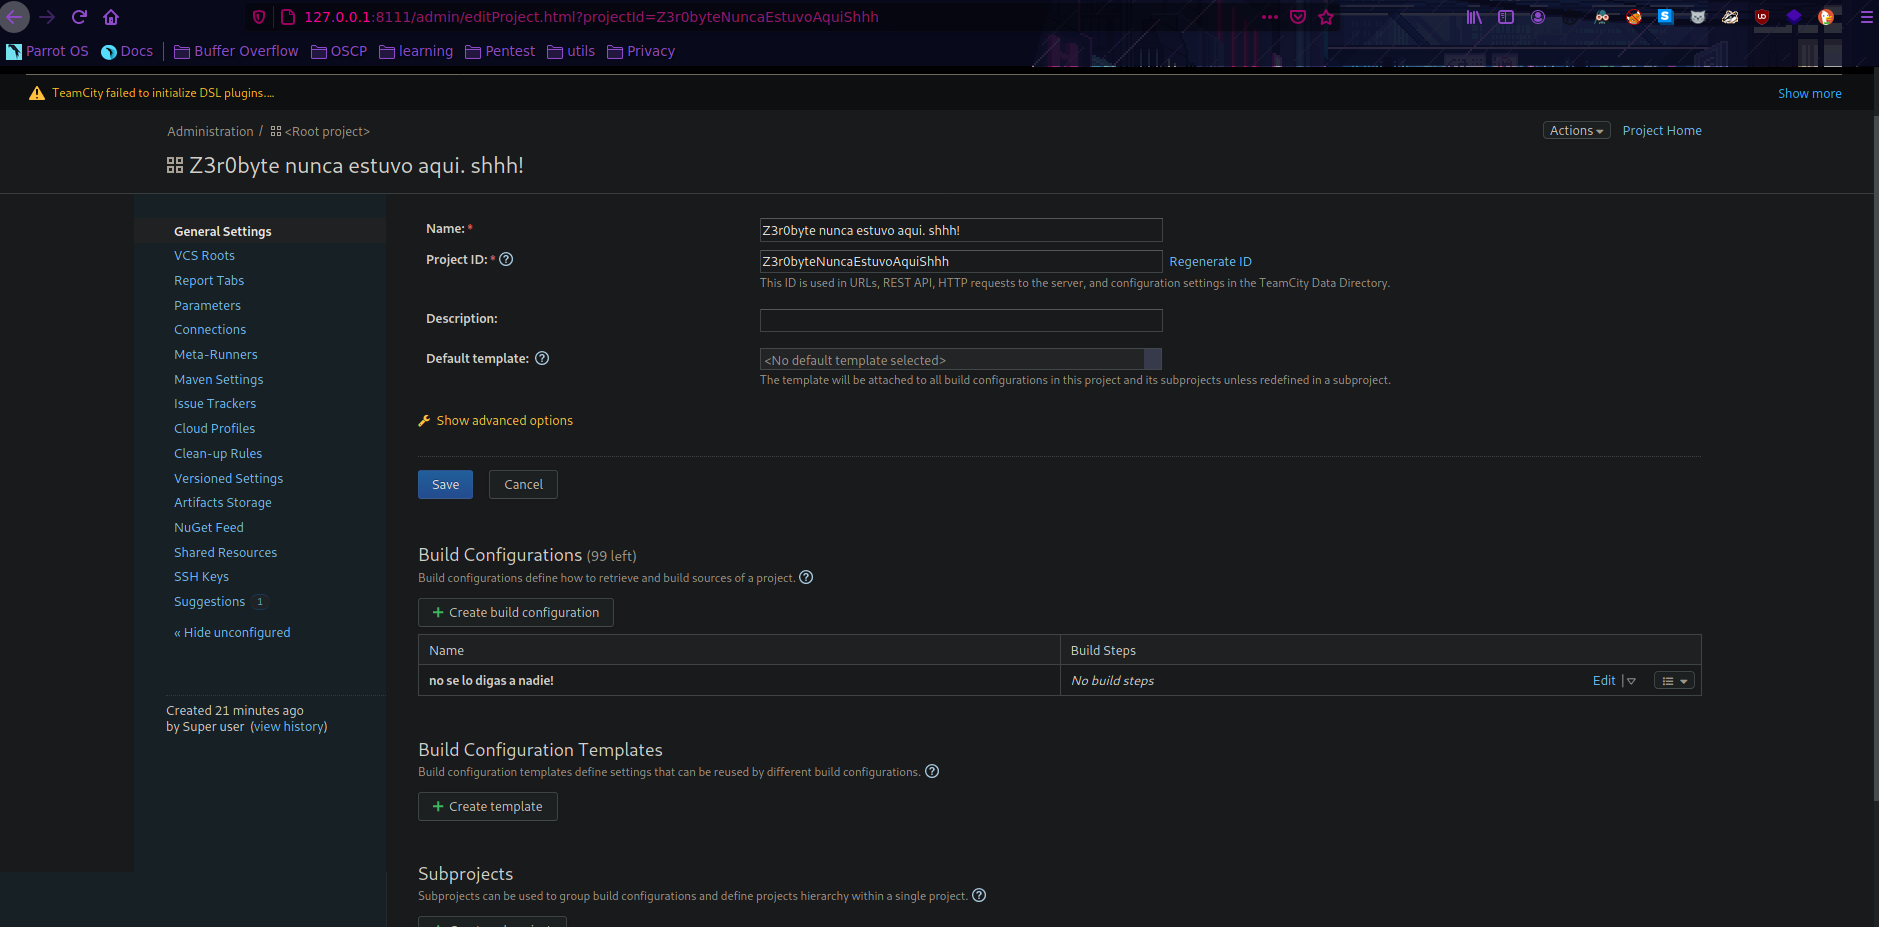 127.0.0.1:8111/admin/editProject.html?projectId=Z3r0byteNuncaEstuvoAquiShhh
Parrot OS Docs Buffer Overflow OSCP learning Pentest utils Privacy
TeamCity failed to initialize DSL plugins.... Show more
Administration / <Root project> Actions Project Home
Z3r0byte nunca estuvo aqui. shhh!
General Settings
VCS Roots
Report Tabs
Parameters
Connections
Meta-Runners
Maven Settings
Issue Trackers
Cloud Profiles
Clean-up Rules
Versioned Settings
Artifacts Storage
NuGet Feed
Shared Resources
SSH Keys
Suggestions 1
« Hide unconfigured
Created 21 minutes ago
by Super user (view history)
Name: * Z3r0byte nunca estuvo aqui. shhh!
Project ID: * Z3r0byteNuncaEstuvoAquiShhh Regenerate ID
This ID is used in URLs, REST API, HTTP requests to the server, and configuration settings in the TeamCity Data Directory.
Description:
Default template: <No default template selected>
The template will be attached to all build configurations in this project and its subprojects unless redefined in a subproject.
Show advanced options
Save Cancel
Build Configurations (99 left)
Build configurations define how to retrieve and build sources of a project.
+ Create build configuration
Name Build Steps
no se lo digas a nadie! No build steps Edit
Build Configuration Templates
Build configuration templates define settings that can be reused by different build configurations.
+ Create template
Subprojects
Subprojects can be used to group build configurations and define projects hierarchy within a single project.